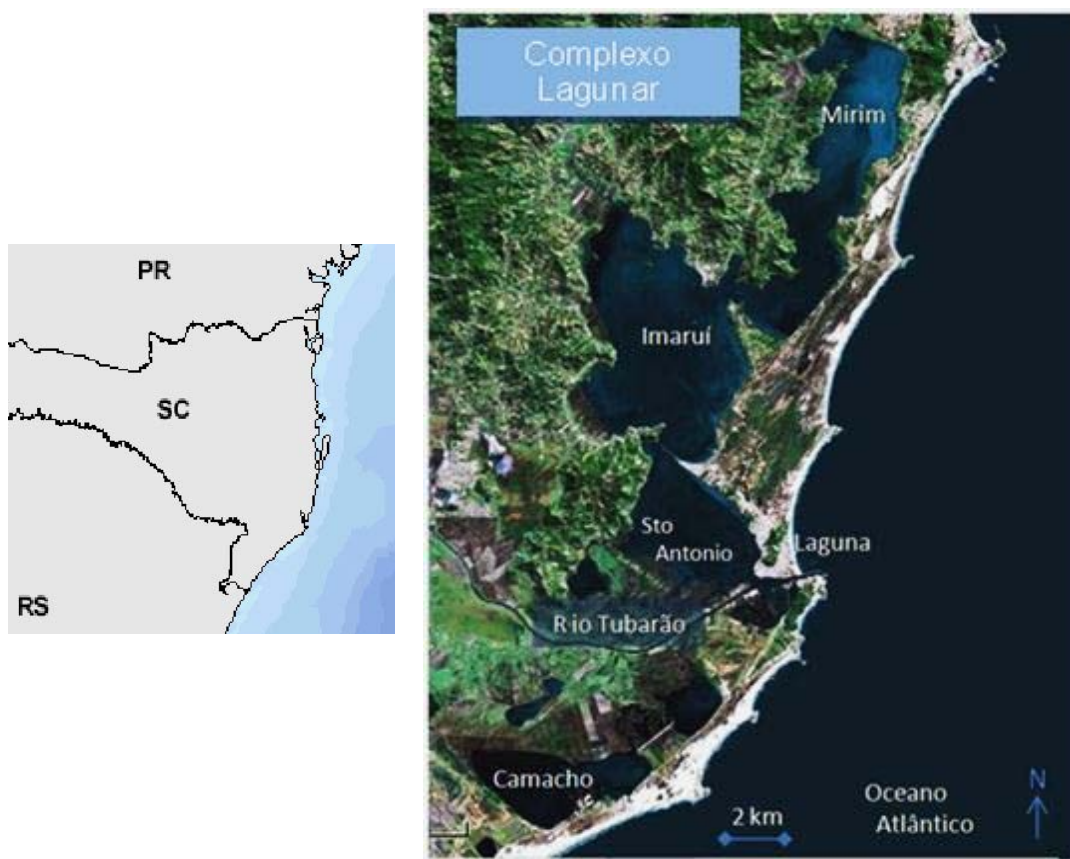 PR
SC
RS
Complexo
Lagunar
Mirim
Imaruí
Sto
Antonio
Laguna
Rio Tubarão
Camacho
2 km
Oceano
Atlântico
N